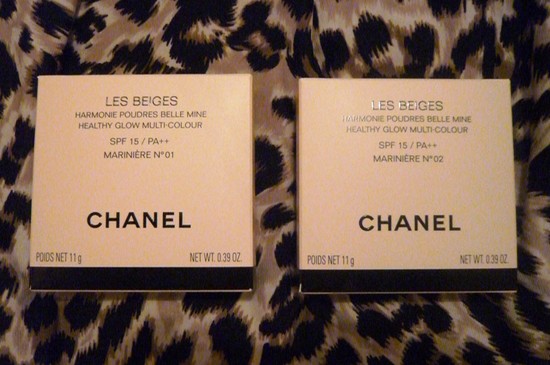 LES BEIGES
HARMONIE POUDRES BELLE MINE
HEALTHY GLOW MULTI-COLOUR
SPF 15 / PA++
MARINIÈRE N°01
CHANEL
POIDS NET 11 g NET WT. 0.39 OZ.
LES BEIGES
HARMONIE POUDRES BELLE MINE
HEALTHY GLOW MULTI-COLOUR
SPF 15 / PA++
MARINIÈRE N°02
CHANEL
POIDS NET 11 g NET WT. 0.39 OZ.